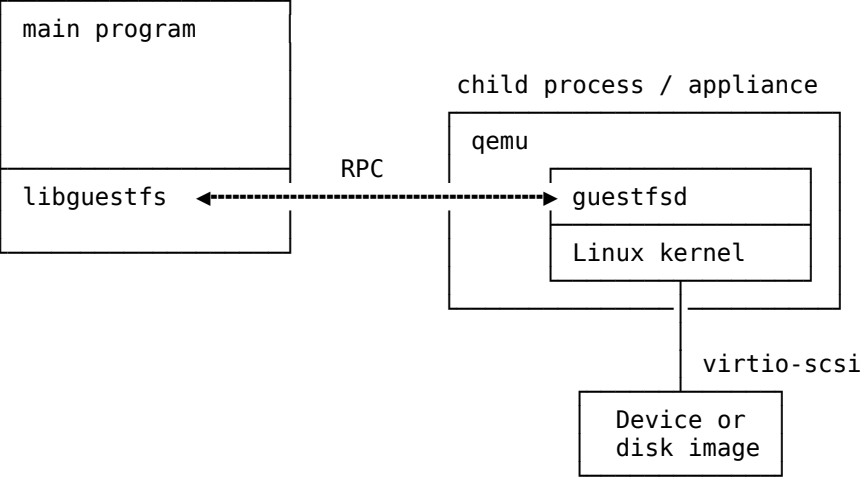 main program
child process / appliance
qemu
RPC
libguestfs
guestfsd
Linux kernel
virtio-scsi
Device or
disk image